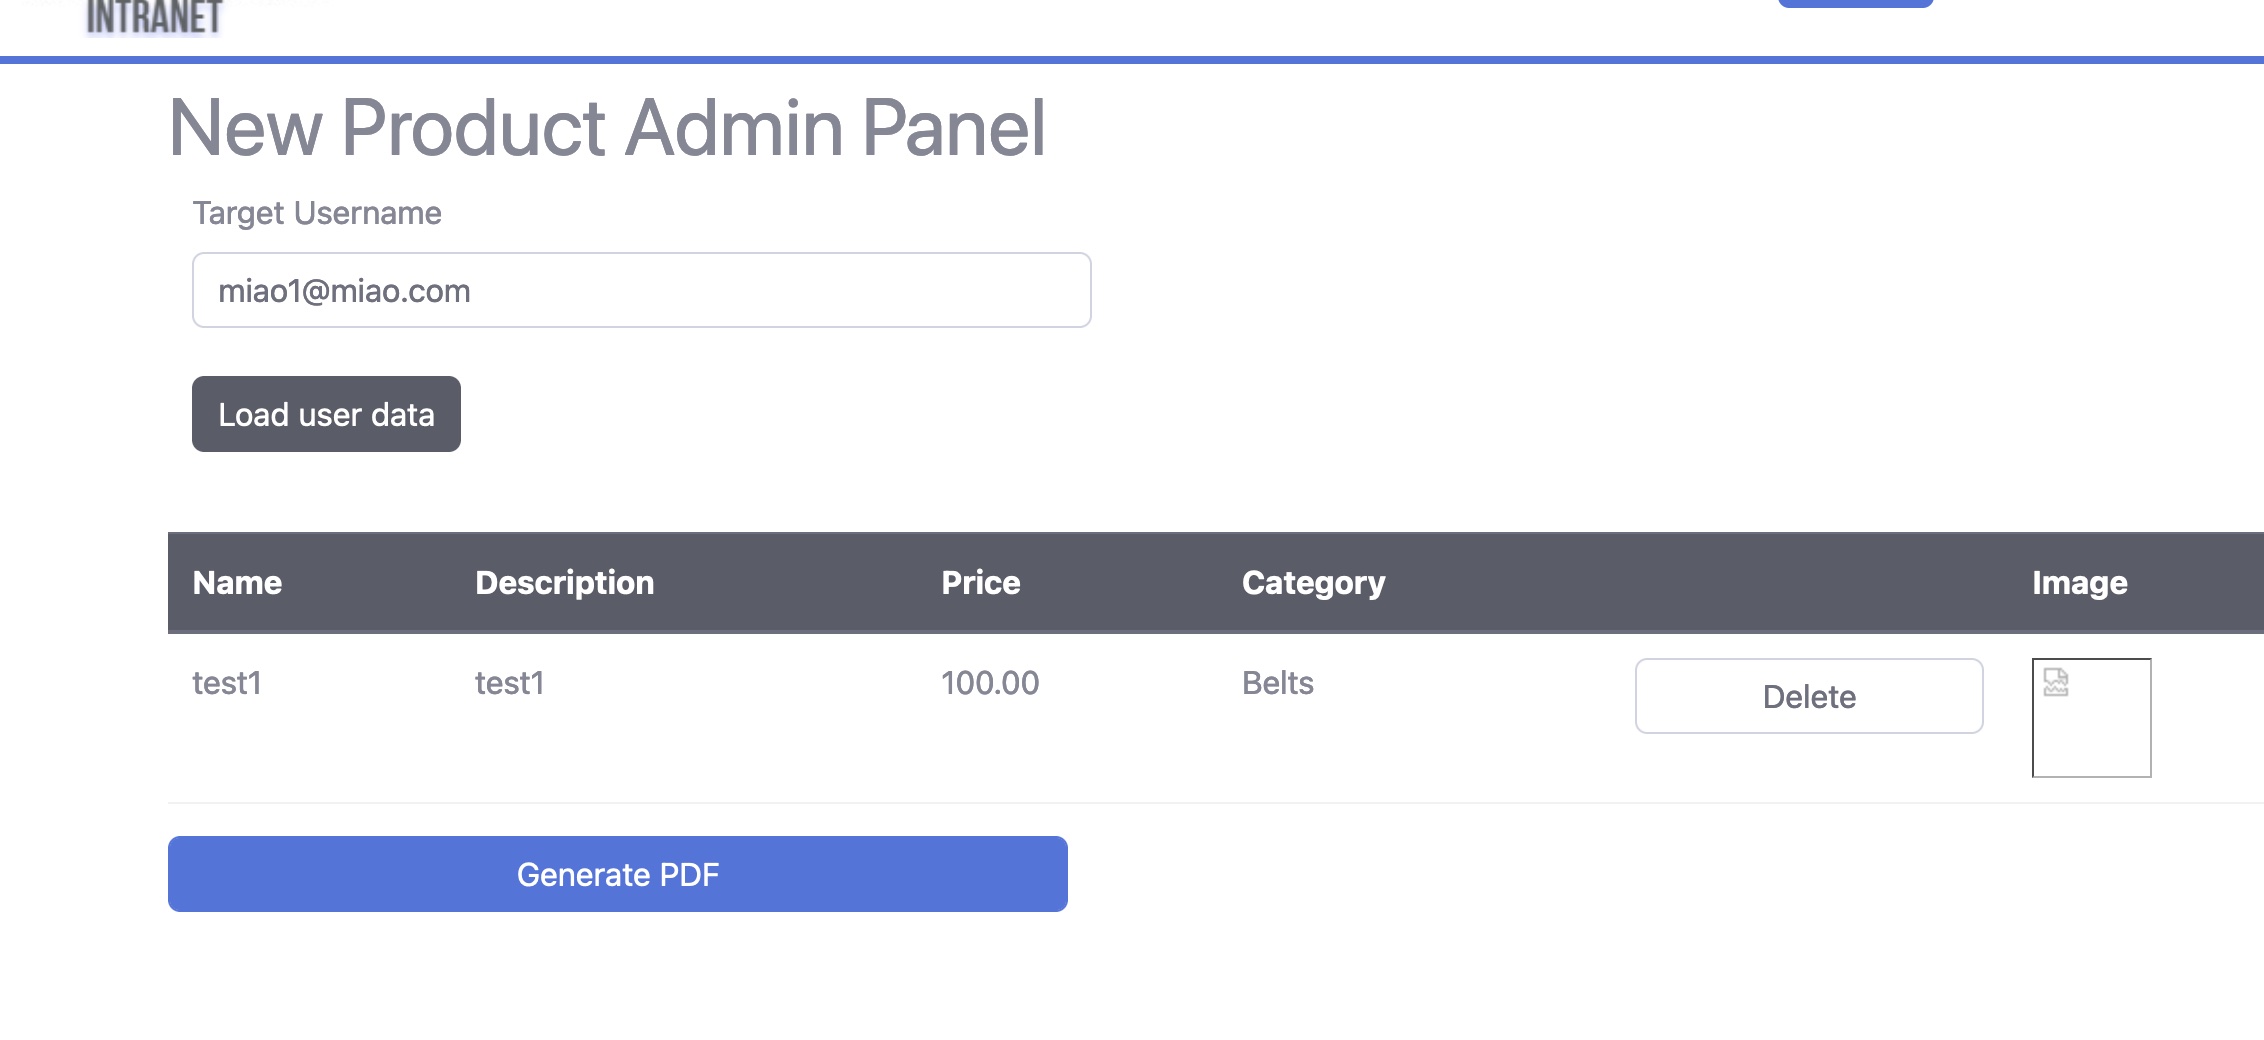 INTRANET
New Product Admin Panel
Target Username
miao1@miao.com
Load user data
Name Description Price Category Image
test1 test1 100.00 Belts Delete
Generate PDF